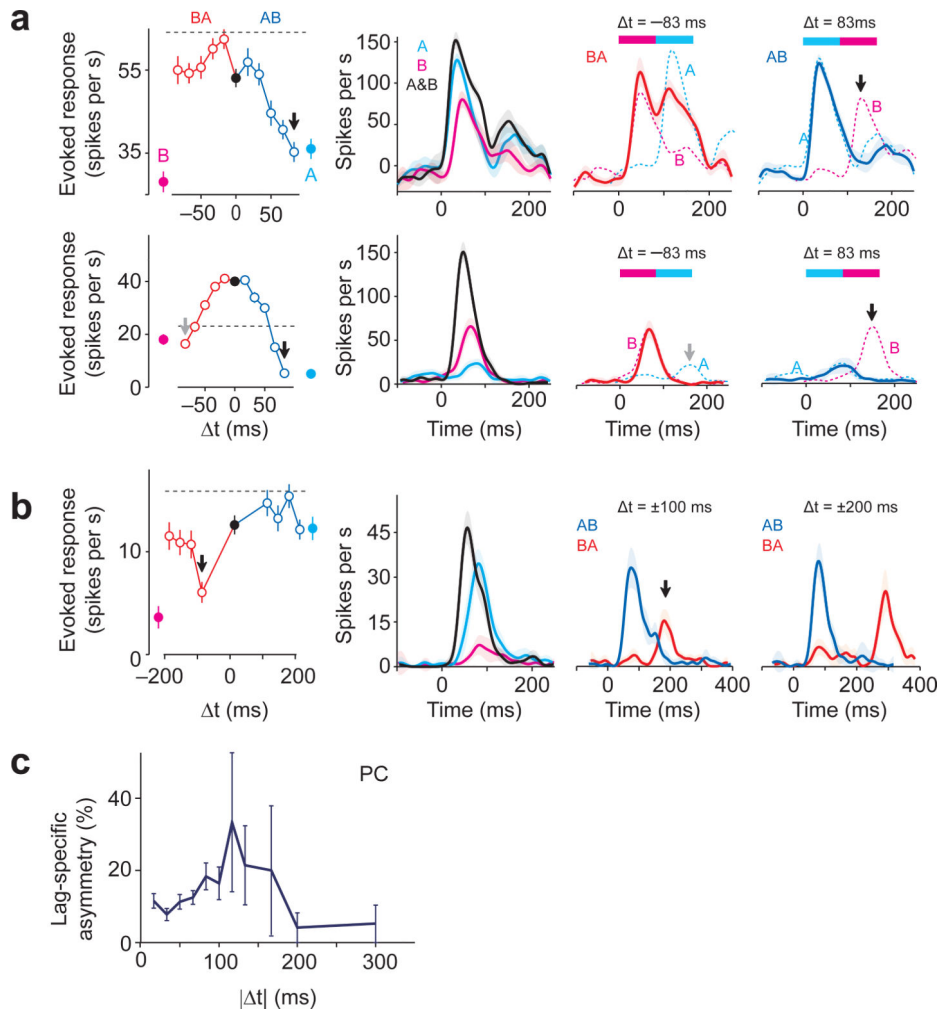 a
BA AB
Evoked response
(spikes per s)
55
35
B
A
−50 0 50
Spikes per s
150
100
50
0
A
B
A&B
0 200
Δt = −83 ms
BA
A
B
0 200
Δt = 83ms
AB
A
B
0 200
Evoked response
(spikes per s)
40
20
0
−50 0 50
Δt (ms)
150
100
50
0
0 200
Time (ms)
Δt = −83 ms
B
A
0 200
Time (ms)
Δt = 83 ms
A
B
0 200
Time (ms)
b
Evoked response
(spikes per s)
10
0
−200 0 200
Δt (ms)
Spikes per s
45
30
15
0
0 200
Time (ms)
Δt = ±100 ms
AB
BA
0 200 400
Time (ms)
Δt = ±200 ms
AB
BA
0 200 400
Time (ms)
c
PC
Lag-specific
asymmetry (%)
40
20
0
0 100 200 300
|Δt| (ms)